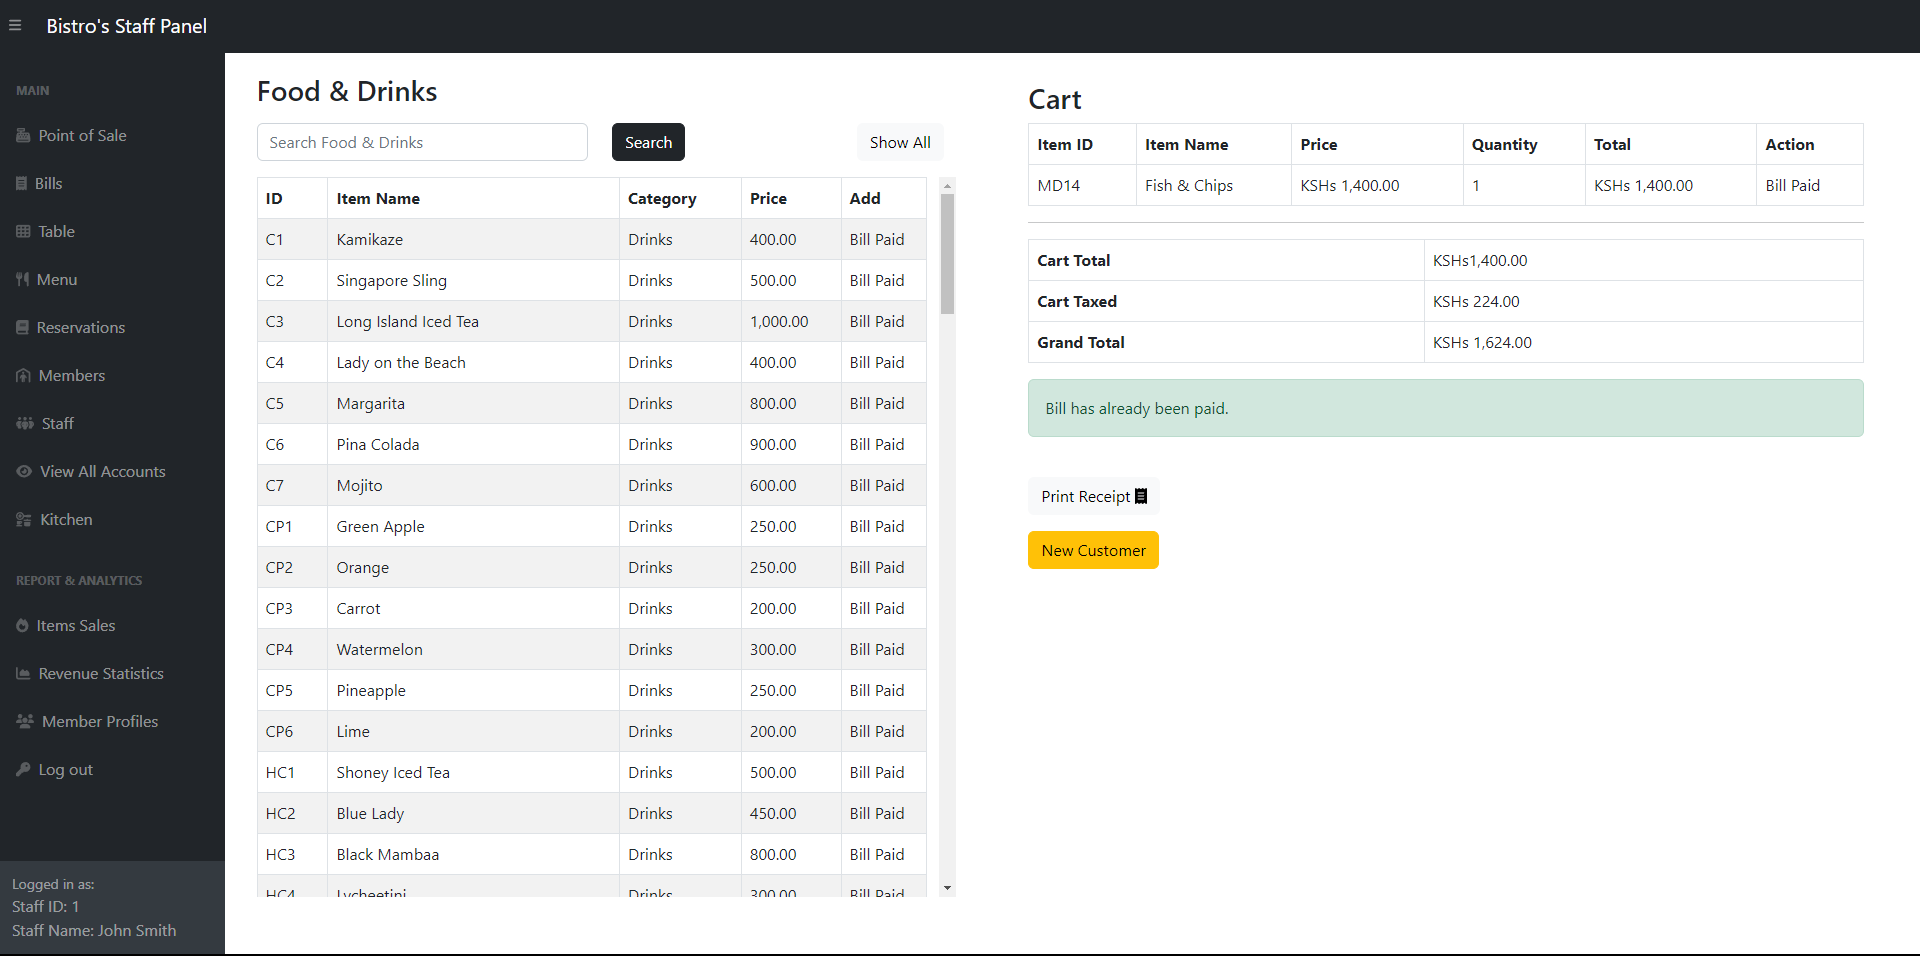 Bistro's Staff Panel
MAIN
Point of Sale
Bills
Table
Menu
Reservations
Members
Staff
View All Accounts
Kitchen
REPORT & ANALYTICS
Items Sales
Revenue Statistics
Member Profiles
Log out
Logged in as:
Staff ID: 1
Staff Name: John Smith
Food & Drinks
Search Food & Drinks Search Show All
ID Item Name Category Price Add
C1 Kamikaze Drinks 400.00 Bill Paid
C2 Singapore Sling Drinks 500.00 Bill Paid
C3 Long Island Iced Tea Drinks 1,000.00 Bill Paid
C4 Lady on the Beach Drinks 400.00 Bill Paid
C5 Margarita Drinks 800.00 Bill Paid
C6 Pina Colada Drinks 900.00 Bill Paid
C7 Mojito Drinks 600.00 Bill Paid
CP1 Green Apple Drinks 250.00 Bill Paid
CP2 Orange Drinks 250.00 Bill Paid
CP3 Carrot Drinks 200.00 Bill Paid
CP4 Watermelon Drinks 300.00 Bill Paid
CP5 Pineapple Drinks 250.00 Bill Paid
CP6 Lime Drinks 200.00 Bill Paid
HC1 Shoney Iced Tea Drinks 500.00 Bill Paid
HC2 Blue Lady Drinks 450.00 Bill Paid
HC3 Black Mambaa Drinks 800.00 Bill Paid
HC4 Lycheetini Drinks 300.00 Bill Paid
Cart
Item ID Item Name Price Quantity Total Action
MD14 Fish & Chips KSHs 1,400.00 1 KSHs 1,400.00 Bill Paid
Cart Total KSHs1,400.00
Cart Taxed KSHs 224.00
Grand Total KSHs 1,624.00
Bill has already been paid.
Print Receipt
New Customer